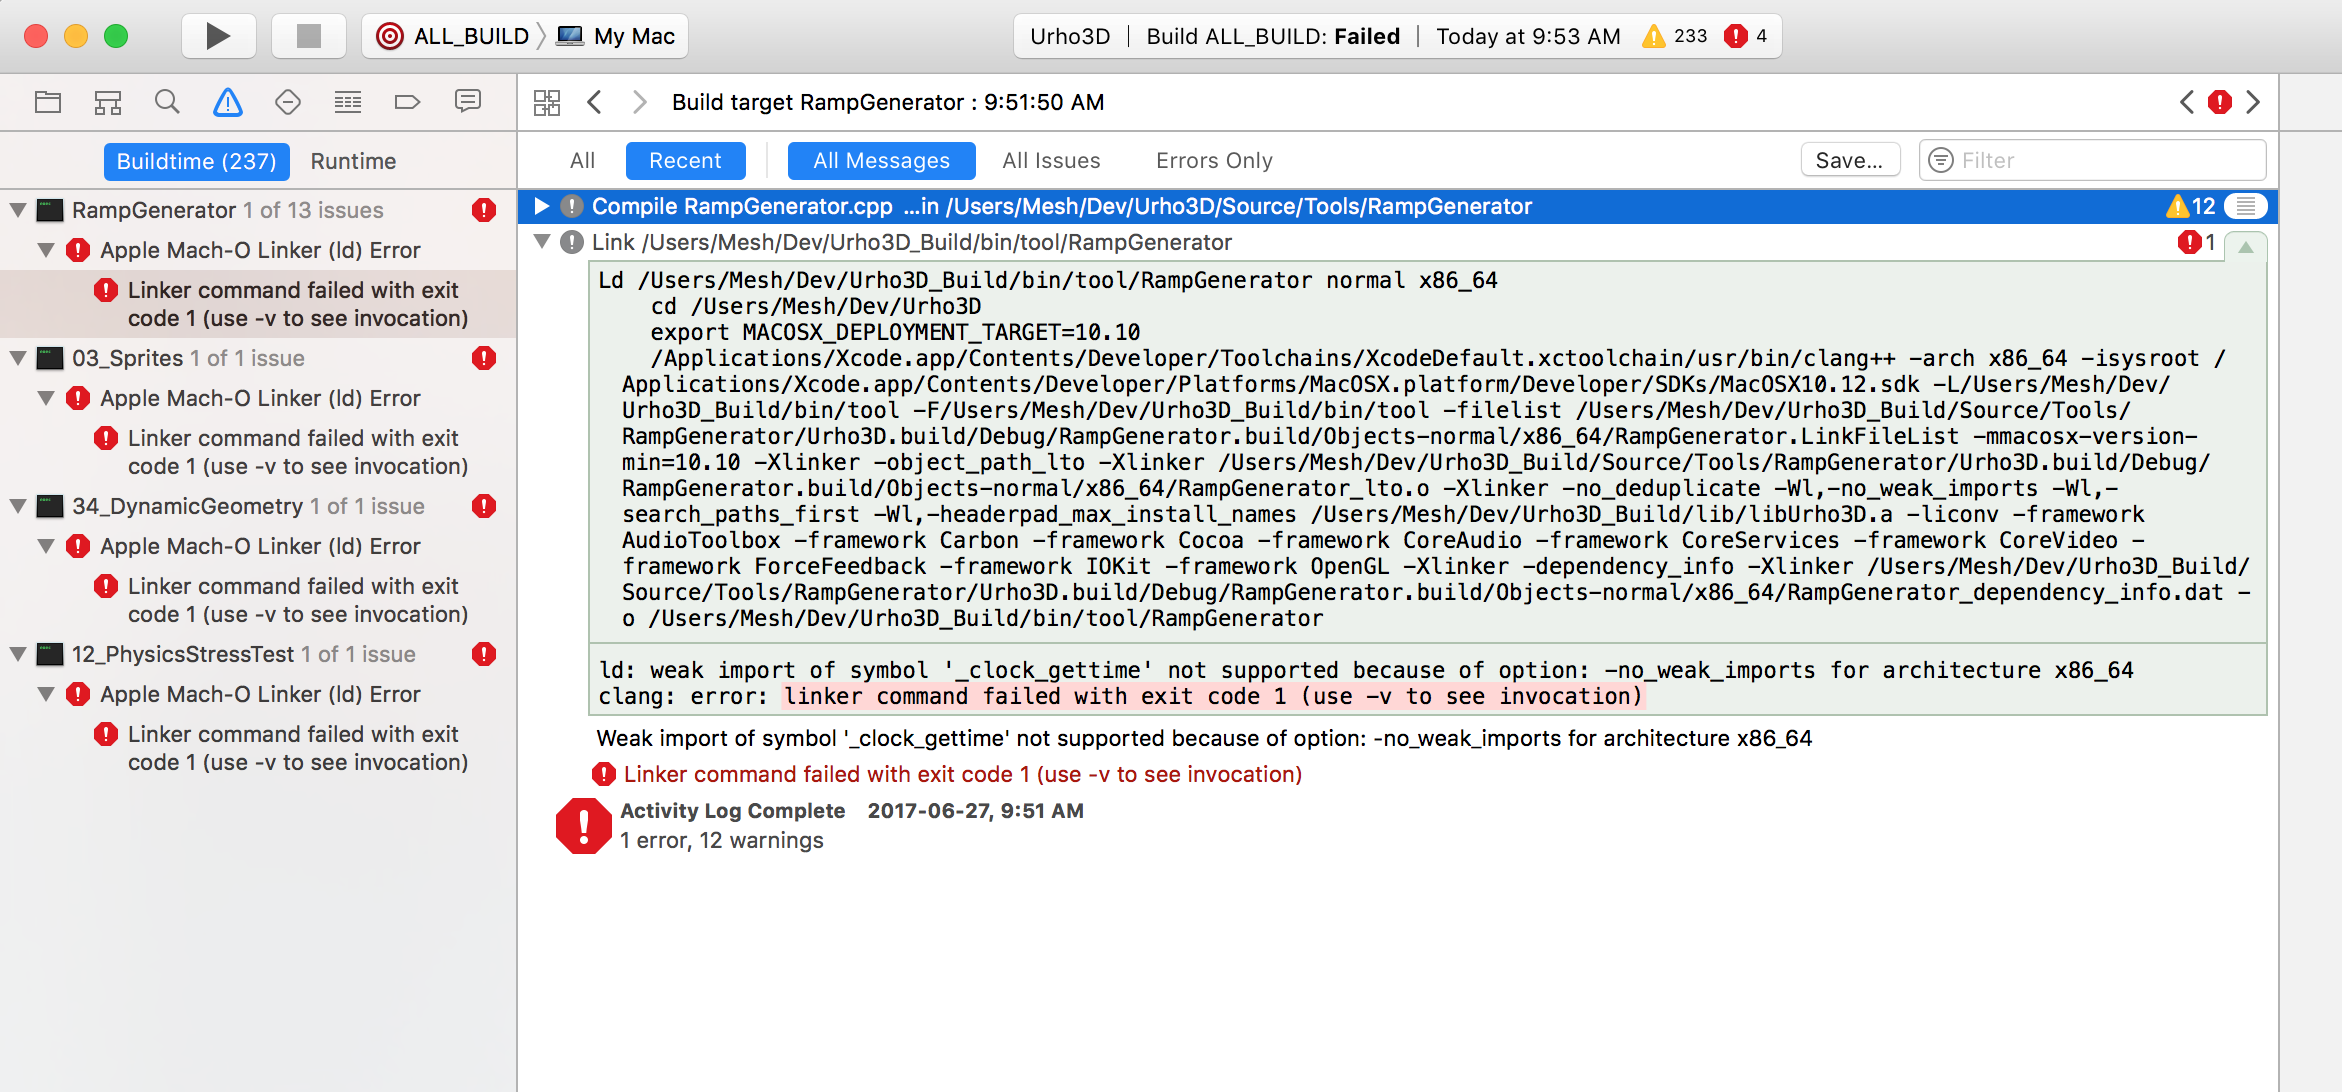 ALL_BUILD My Mac
Urho3D Build ALL_BUILD: Failed Today at 9:53 AM 233 4
Build target RampGenerator : 9:51:50 AM
Buildtime (237) Runtime
All Recent All Messages All Issues Errors Only Save... Filter
RampGenerator 1 of 13 issues
Apple Mach-O Linker (ld) Error
Linker command failed with exit
code 1 (use -v to see invocation)
03_Sprites 1 of 1 issue
Apple Mach-O Linker (ld) Error
Linker command failed with exit
code 1 (use -v to see invocation)
34_DynamicGeometry 1 of 1 issue
Apple Mach-O Linker (ld) Error
Linker command failed with exit
code 1 (use -v to see invocation)
12_PhysicsStressTest 1 of 1 issue
Apple Mach-O Linker (ld) Error
Linker command failed with exit
code 1 (use -v to see invocation)
Compile RampGenerator.cpp ...in /Users/Mesh/Dev/Urho3D/Source/Tools/RampGenerator 12
Link /Users/Mesh/Dev/Urho3D_Build/bin/tool/RampGenerator 1
Ld /Users/Mesh/Dev/Urho3D_Build/bin/tool/RampGenerator normal x86_64
cd /Users/Mesh/Dev/Urho3D
export MACOSX_DEPLOYMENT_TARGET=10.10
/Applications/Xcode.app/Contents/Developer/Toolchains/XcodeDefault.xctoolchain/usr/bin/clang++ -arch x86_64 -isysroot /
Applications/Xcode.app/Contents/Developer/Platforms/MacOSX.platform/Developer/SDKs/MacOSX10.12.sdk -L/Users/Mesh/Dev/
Urho3D_Build/bin/tool -F/Users/Mesh/Dev/Urho3D_Build/bin/tool -filelist /Users/Mesh/Dev/Urho3D_Build/Source/Tools/
RampGenerator/Urho3D.build/Debug/RampGenerator.build/Objects-normal/x86_64/RampGenerator.LinkFileList -mmacosx-version-
min=10.10 -Xlinker -object_path_lto -Xlinker /Users/Mesh/Dev/Urho3D_Build/Source/Tools/RampGenerator/Urho3D.build/Debug/
RampGenerator.build/Objects-normal/x86_64/RampGenerator_lto.o -Xlinker -no_deduplicate -Wl,-no_weak_imports -Wl,-
search_paths_first -Wl,-headerpad_max_install_names /Users/Mesh/Dev/Urho3D_Build/lib/libUrho3D.a -liconv -framework
AudioToolbox -framework Carbon -framework Cocoa -framework CoreAudio -framework CoreServices -framework CoreVideo -
framework ForceFeedback -framework IOKit -framework OpenGL -Xlinker -dependency_info -Xlinker /Users/Mesh/Dev/Urho3D_Build/
Source/Tools/RampGenerator/Urho3D.build/Debug/RampGenerator.build/Objects-normal/x86_64/RampGenerator_dependency_info.dat -
o /Users/Mesh/Dev/Urho3D_Build/bin/tool/RampGenerator
ld: weak import of symbol '_clock_gettime' not supported because of option: -no_weak_imports for architecture x86_64
clang: error: linker command failed with exit code 1 (use -v to see invocation)
Weak import of symbol '_clock_gettime' not supported because of option: -no_weak_imports for architecture x86_64
Linker command failed with exit code 1 (use -v to see invocation)
Activity Log Complete 2017-06-27, 9:51 AM
1 error, 12 warnings